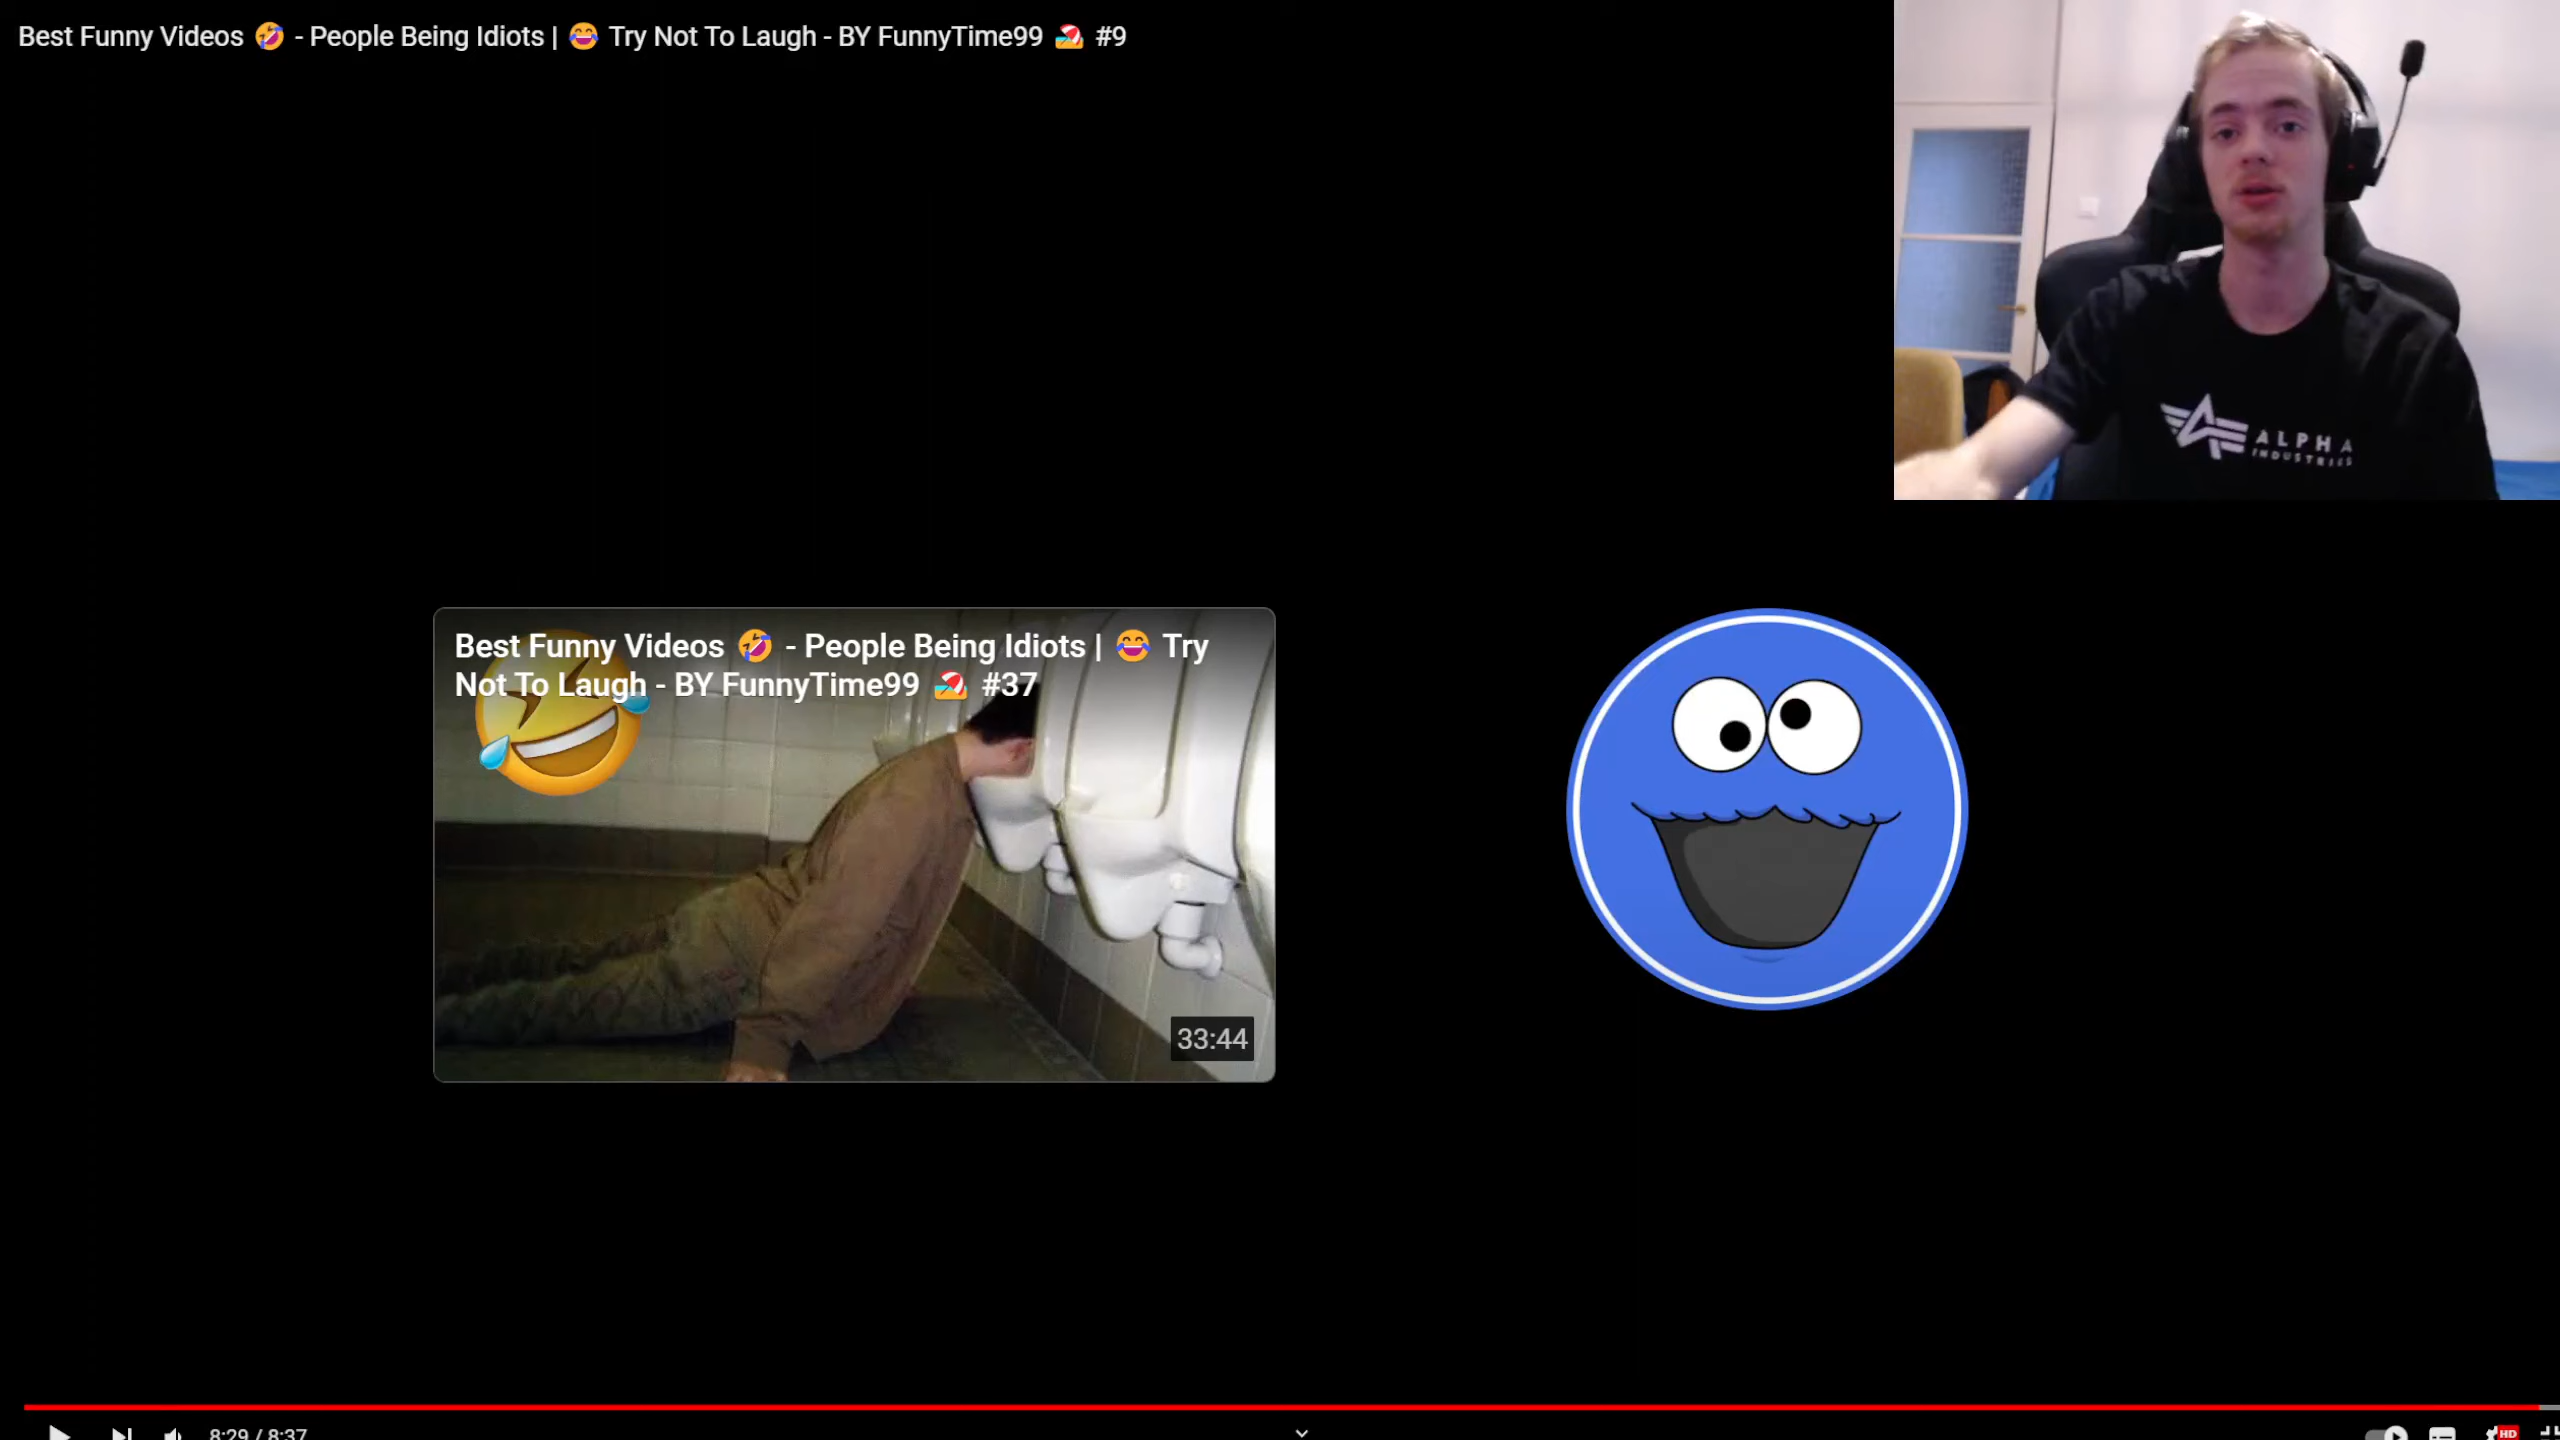 Best Funny Videos 🤣 - People Being Idiots | 😂 Try Not To Laugh - BY FunnyTime99 🏖️ #9
ALPHA
INDUSTRIES
Best Funny Videos 🤣 - People Being Idiots | 😂 Try
Not To Laugh - BY FunnyTime99 🏖️ #37
33:44
8:29 / 8:37
HD